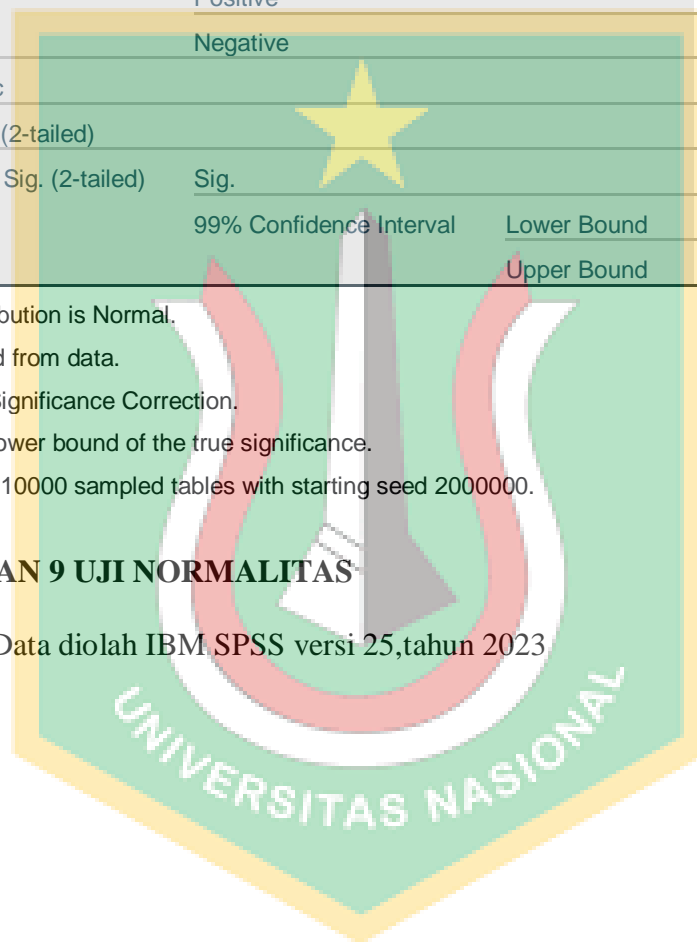 Positive
Negative
c
(2-tailed)
Sig. (2-tailed) Sig.
99% Confidence Interval Lower Bound
Upper Bound
bution is Normal.
d from data.
Significance Correction.
ower bound of the true significance.
10000 sampled tables with starting seed 2000000.
AN 9 UJI NORMALITAS
Data diolah IBM SPSS versi 25,tahun 2023
UNIVERSITAS NASIONAL